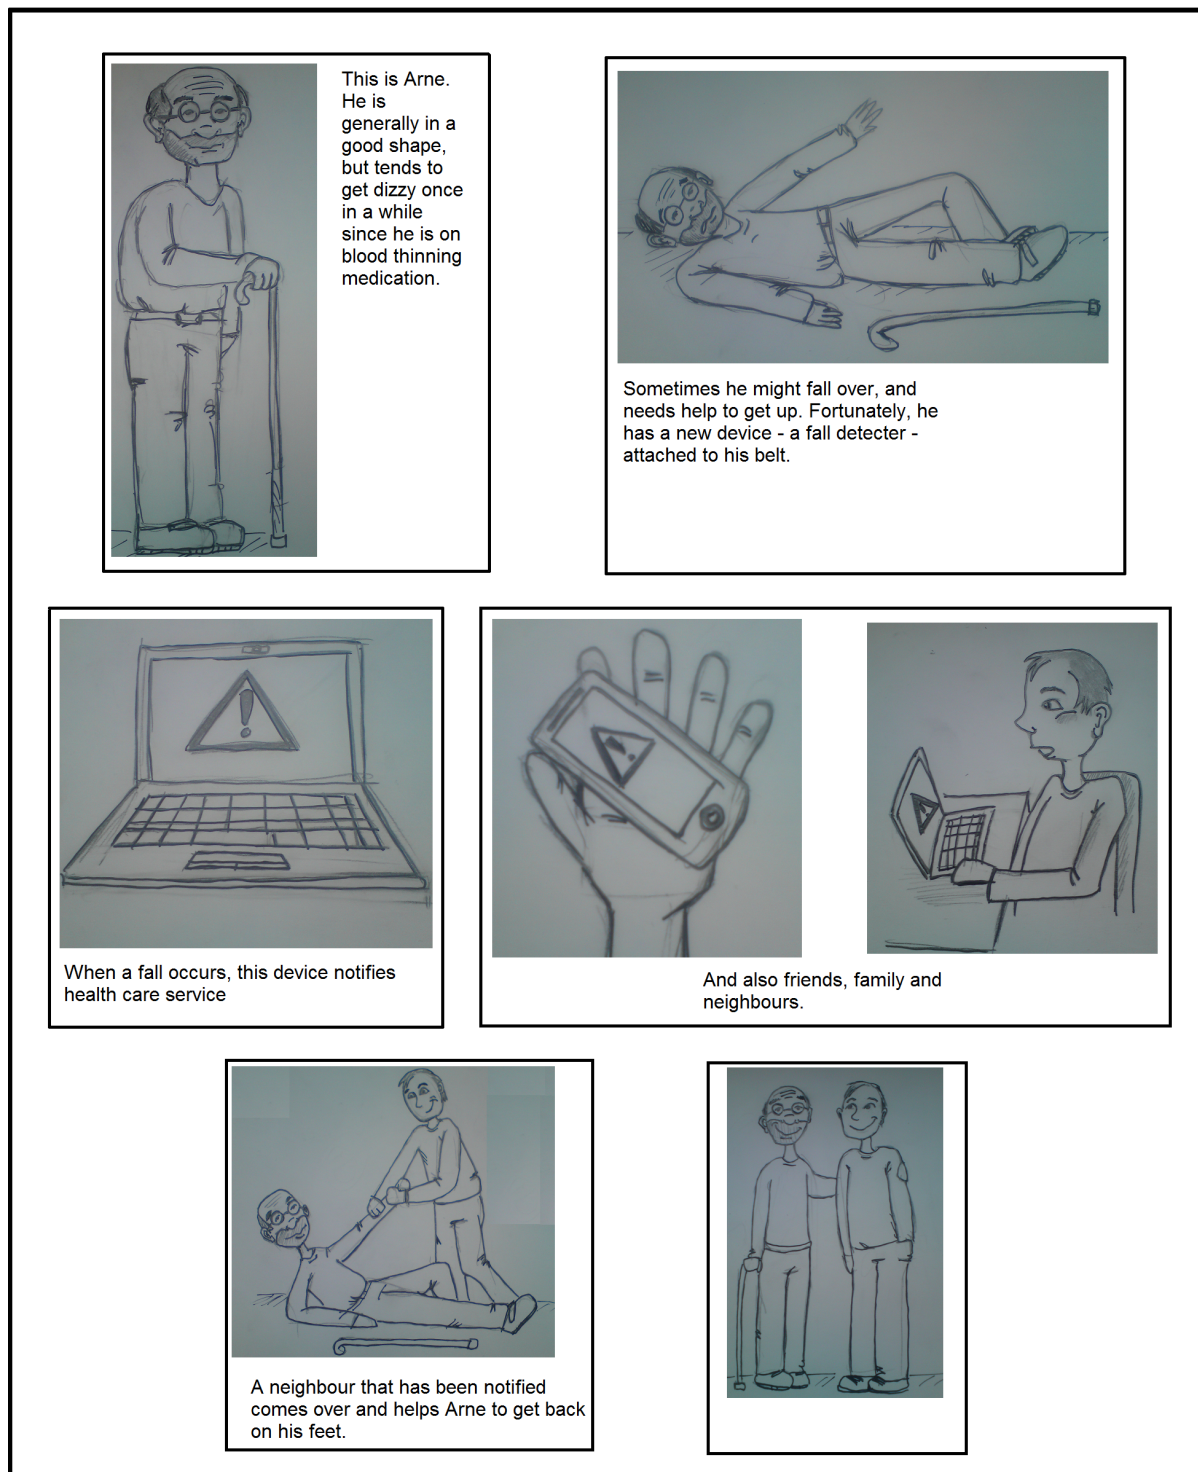 This is Arne.
He is
generally in a
good shape,
but tends to
get dizzy once
in a while
since he is on
blood thinning
medication.
Sometimes he might fall over, and
needs help to get up. Fortunately, he
has a new device - a fall detecter -
attached to his belt.
When a fall occurs, this device notifies
health care service
And also friends, family and
neighbours.
A neighbour that has been notified
comes over and helps Arne to get back
on his feet.